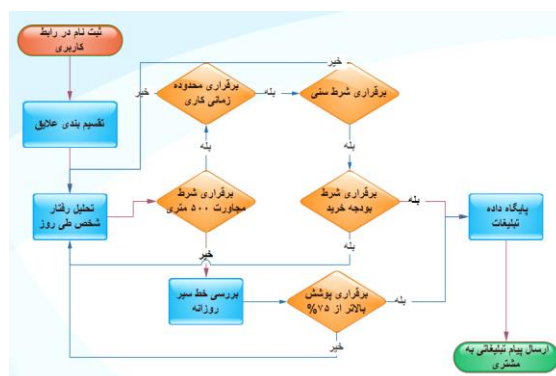 ثبت نام در رابط
کاربری
خیر
برقراری محدوده
زمانی کاری
خیر
بله
برقراری شرط سنی
تقسیم بندی علایق
بله
بله
تحلیل رفتار
شخص طی روز
برقراری شرط
مجاورت ۵۰۰ متری
برقراری شرط
بودجه خرید
بله
پایگاه داده
تبلیغات
خیر
بله
بررسی خط سیر
روزانه
برقراری پوشش
بالاتر از ۷۵%
بله
خیر
ارسال پیام تبلیغاتی به
مشتری